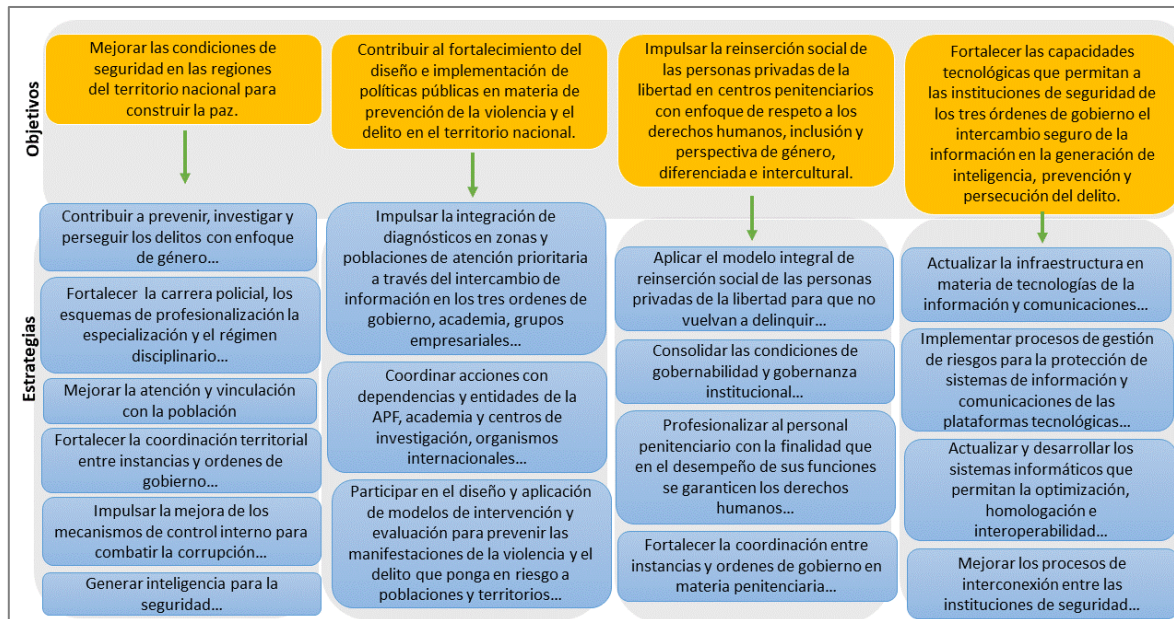 Objetivos
Mejorar las condiciones de
seguridad en las regiones
del territorio nacional para
construir la paz.
Contribuir al fortalecimiento del
diseño e implementación de
políticas públicas en materia de
prevención de la violencia y el
delito en el territorio nacional.
Impulsar la reinserción social de
las personas privadas de la
libertad en centros penitenciarios
con enfoque de respeto a los
derechos humanos, inclusión y
perspectiva de género,
diferenciada e intercultural.
Fortalecer las capacidades
tecnológicas que permitan a
las instituciones de seguridad de
los tres órdenes de gobierno el
intercambio seguro de la
información en la generación de
inteligencia, prevención y
persecución del delito.
Estrategias
Contribuir a prevenir, investigar y
perseguir los delitos con enfoque
de género...
Fortalecer la carrera policial, los
esquemas de profesionalización la
especialización y el régimen
disciplinario...
Mejorar la atención y vinculación
con la población
Fortalecer la coordinación territorial
entre instancias y ordenes de
gobierno...
Impulsar la mejora de los
mecanismos de control interno para
combatir la corrupción...
Generar inteligencia para la
seguridad...
Impulsar la integración de
diagnósticos en zonas y
poblaciones de atención prioritaria
a través del intercambio de
información en los tres ordenes de
gobierno, academia, grupos
empresariales...
Coordinar acciones con
dependencias y entidades de la
APF, academia y centros de
investigación, organismos
internacionales...
Participar en el diseño y aplicación
de modelos de intervención y
evaluación para prevenir las
manifestaciones de la violencia y el
delito que ponga en riesgo a
poblaciones y territorios...
Aplicar el modelo integral de
reinserción social de las personas
privadas de la libertad para que no
vuelvan a delinquir...
Consolidar las condiciones de
gobernabilidad y gobernanza
institucional...
Profesionalizar al personal
penitenciario con la finalidad que
en el desempeño de sus funciones
se garanticen los derechos
humanos...
Fortalecer la coordinación entre
instancias y ordenes de gobierno en
materia penitenciaria...
Actualizar la infraestructura en
materia de tecnologías de la
información y comunicaciones...
Implementar procesos de gestión
de riesgos para la protección de
sistemas de información y
comunicaciones de las
plataformas tecnológicas...
Actualizar y desarrollar los
sistemas informáticos que
permitan la optimización,
homologación e
interoperabilidad...
Mejorar los procesos de
interconexión entre las
instituciones de seguridad...